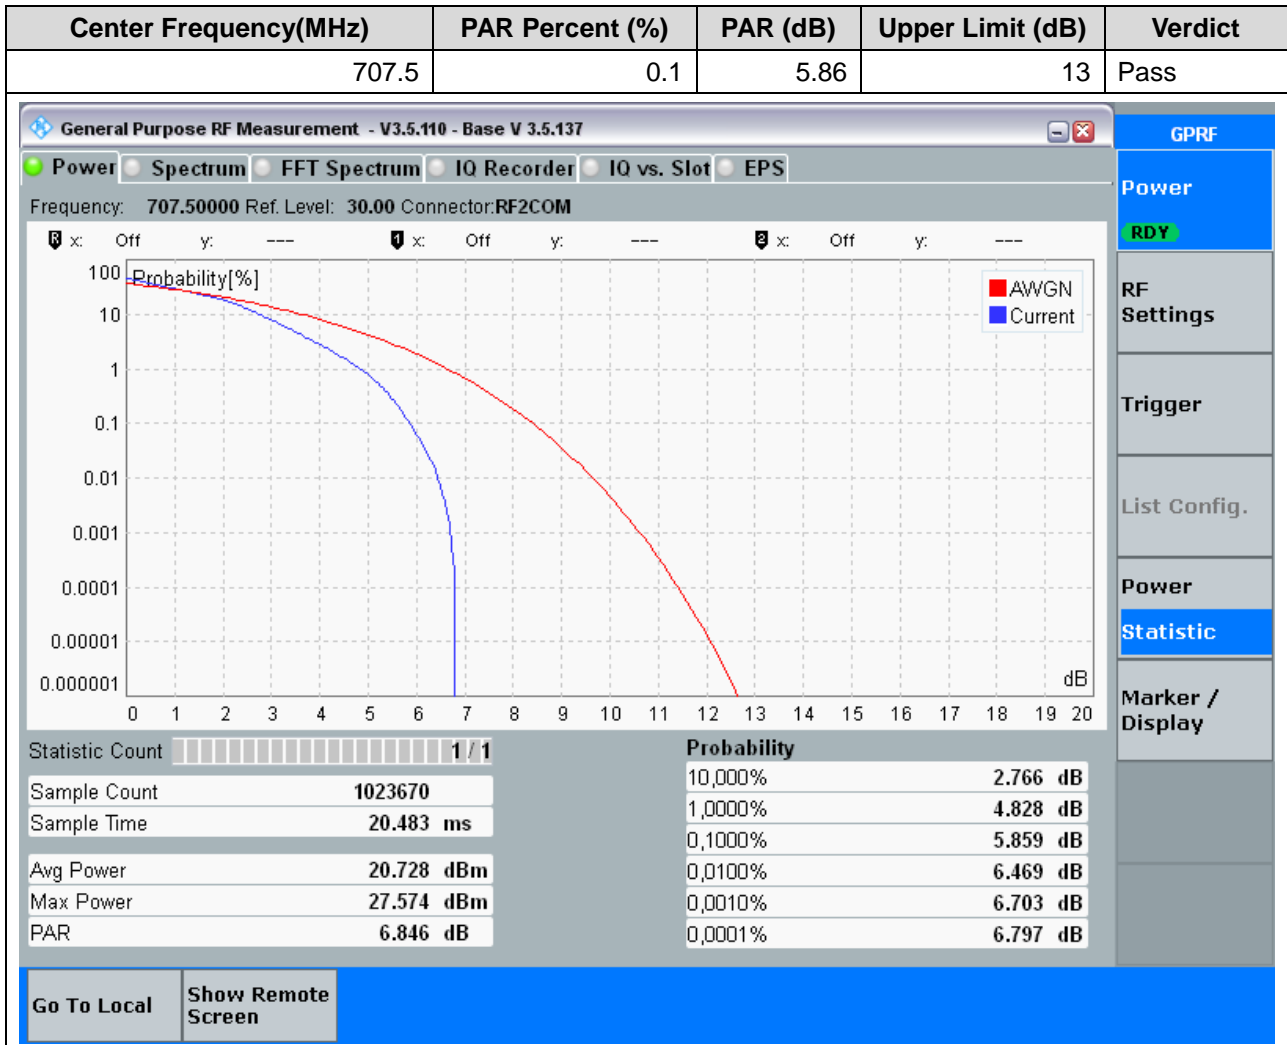 Center Frequency(MHz) PAR Percent (%) PAR (dB) Upper Limit (dB) Verdict
707.5 0.1 5.86 13 Pass
General Purpose RF Measurement - V3.5.110 - Base V 3.5.137
GPRF
Power Spectrum FFT Spectrum IQ Recorder IQ vs. Slot EPS
Frequency: 707.50000 Ref. Level: 30.00 Connector:RF2COM
R x: Off y: --- 1 x: Off y: --- 2 x: Off y: ---
Probability[%]
AWGN
Current
100
10
1
0.1
0.01
0.001
0.0001
0.00001
0.000001
dB
0 1 2 3 4 5 6 7 8 9 10 11 12 13 14 15 16 17 18 19 20
Statistic Count 1 / 1
Sample Count 1023670
Sample Time 20.483 ms
Avg Power 20.728 dBm
Max Power 27.574 dBm
PAR 6.846 dB
Probability
10,000% 2.766 dB
1,0000% 4.828 dB
0,1000% 5.859 dB
0,0100% 6.469 dB
0,0010% 6.703 dB
0,0001% 6.797 dB
Power
RDY
RF
Settings
Trigger
List Config.
Power
Statistic
Marker /
Display
Go To Local
Show Remote
Screen